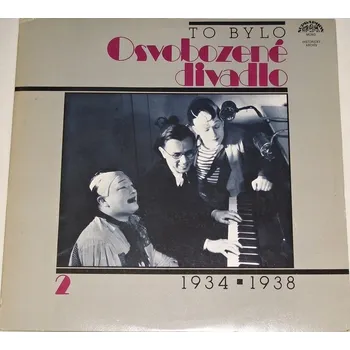 TO BYLO
Osvobozené
divadlo
2
1934 ▪ 1938